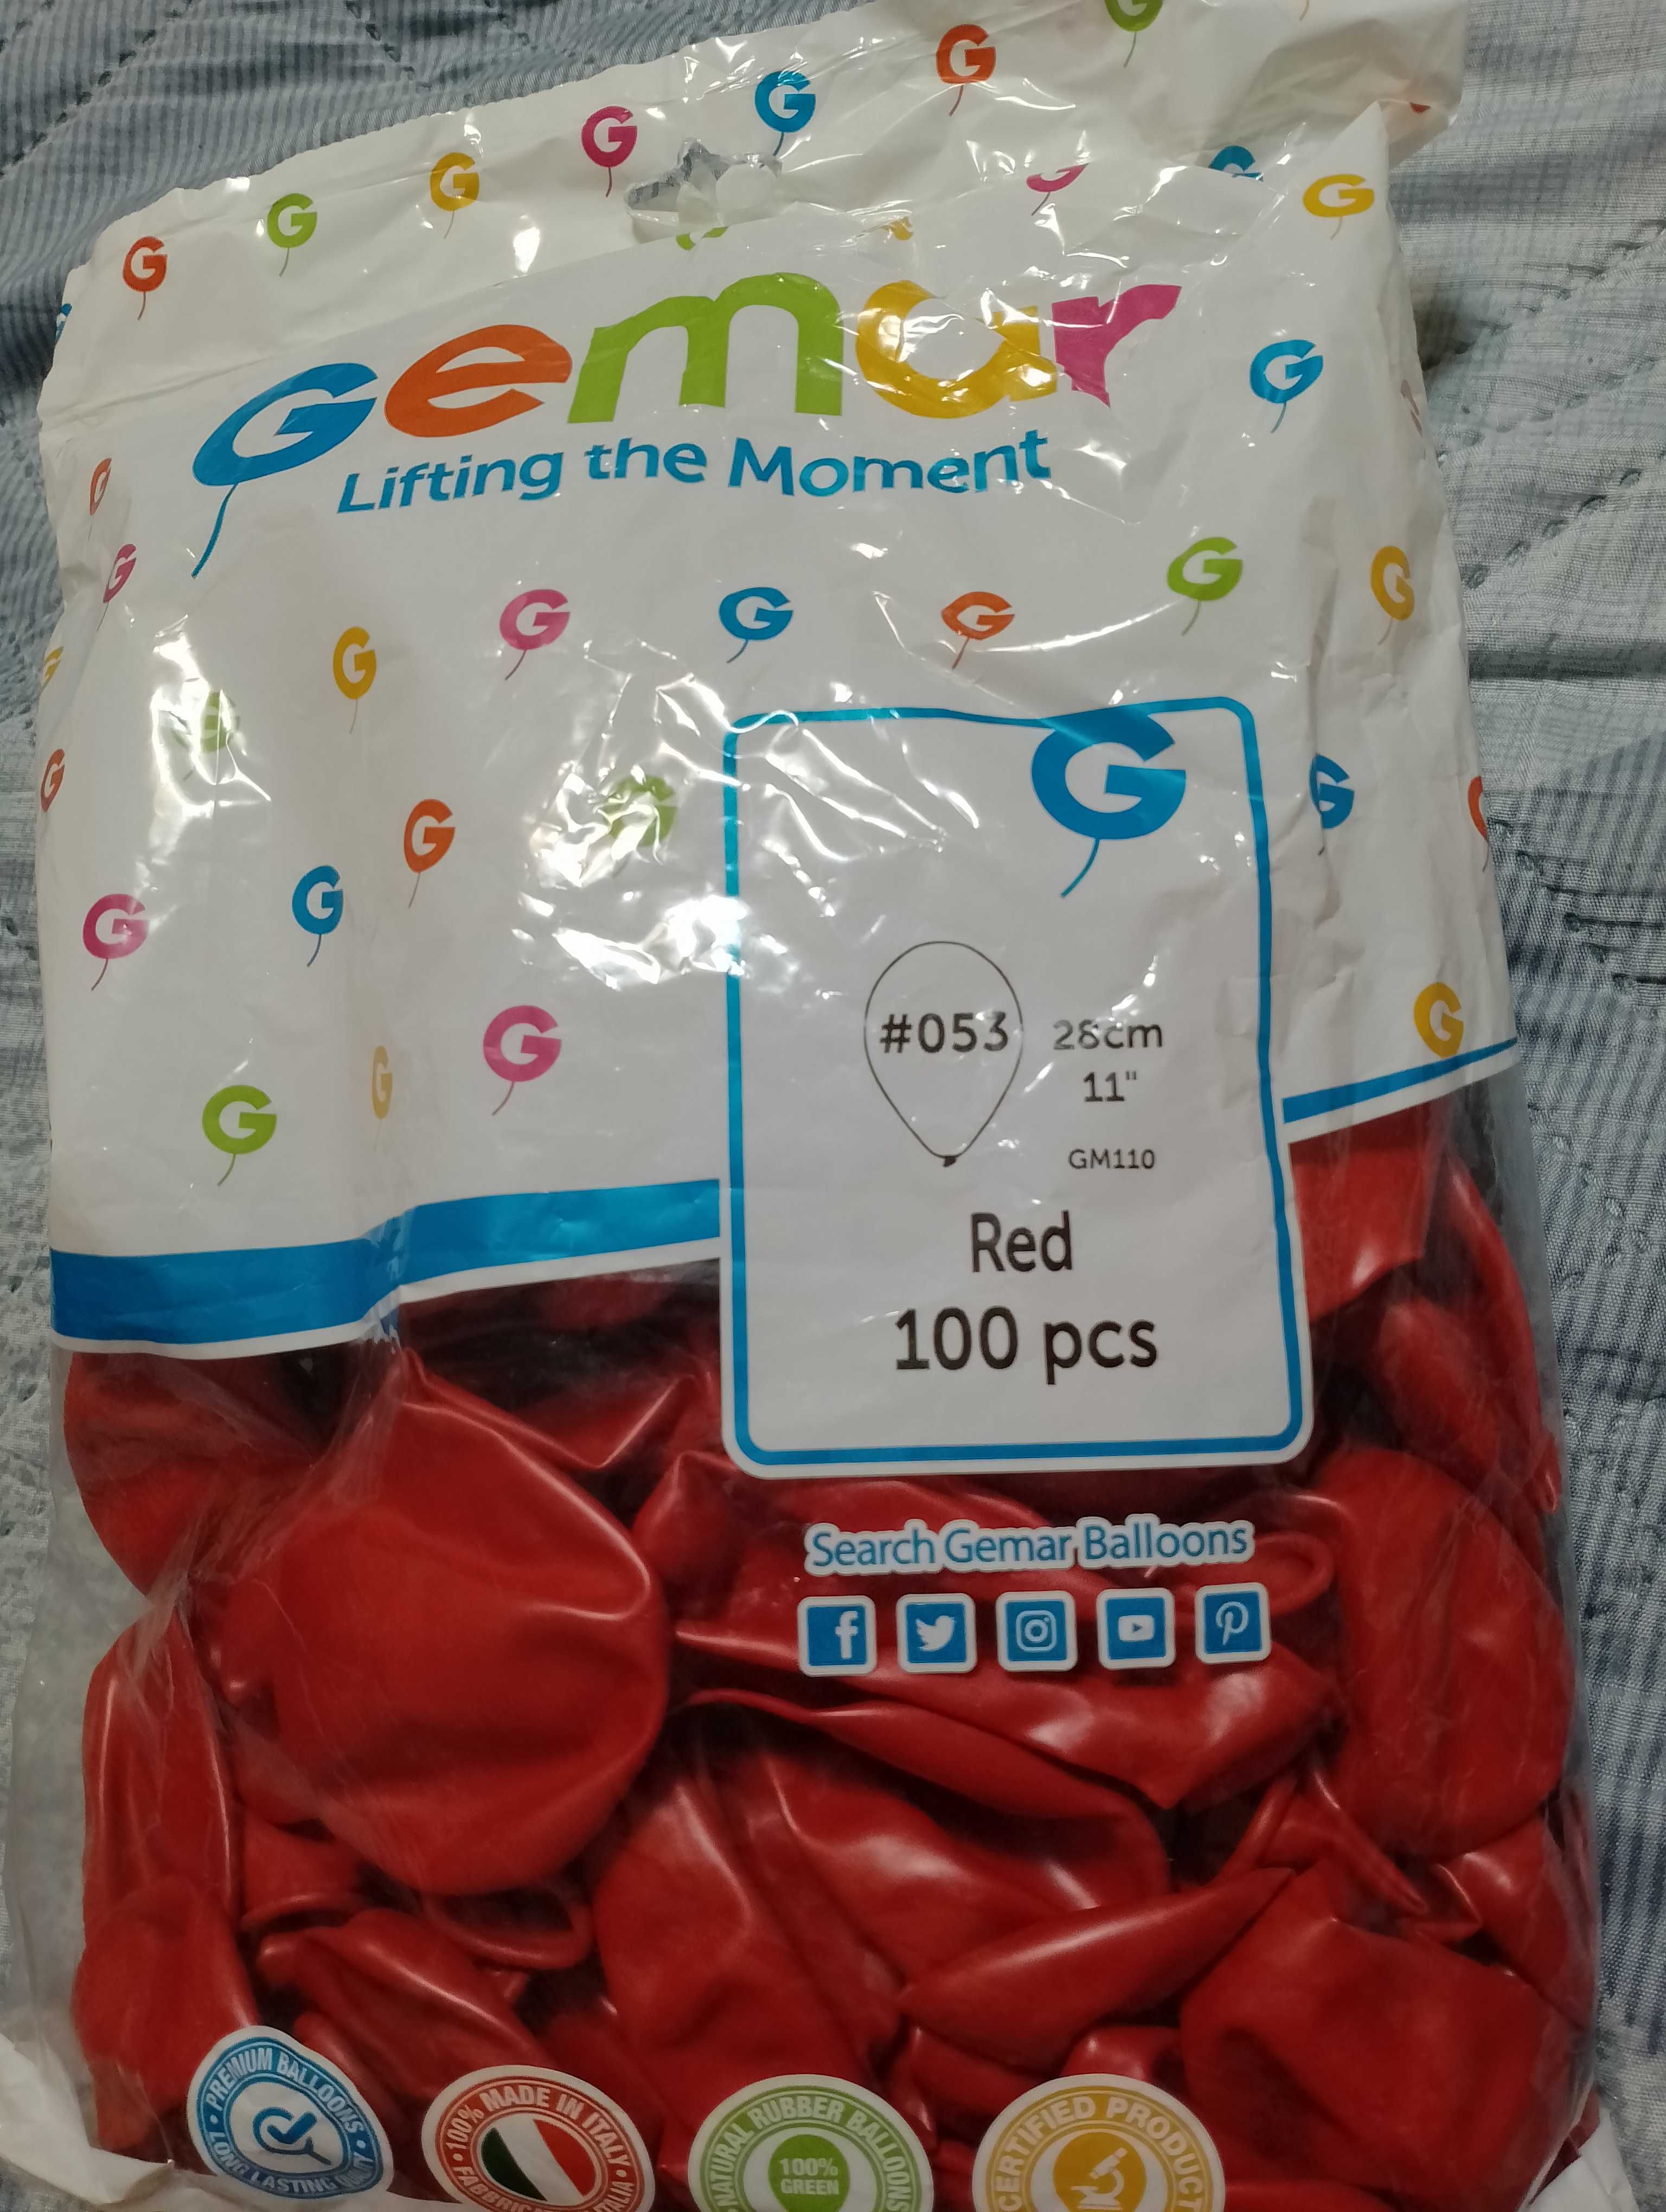 Gemar
Lifting the Moment
G
#053
28cm
11"
GM110
Red
100 pcs
Search Gemar Balloons
PREMIUM BALLOONS
LONG LASTING
100% MADE IN ITALY
NATURAL RUBBER BALLOONS
100%
GREEN
CERTIFIED PRODUCT